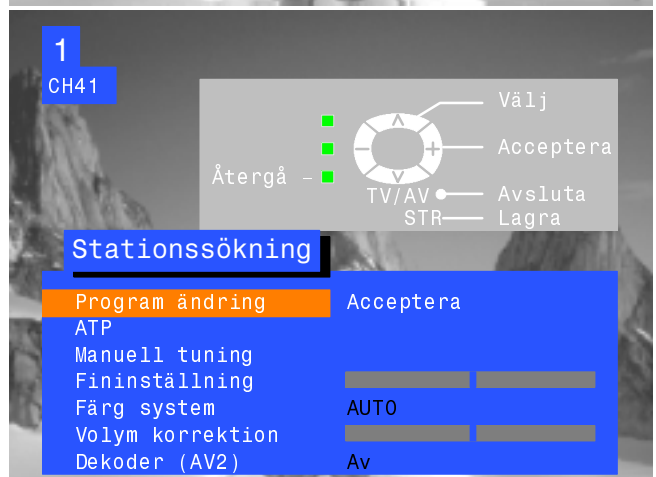 1
CH41
Välj
Acceptera
Återgå
TV/AV Avsluta
STR Lagra
Stationssökning
Program ändring Acceptera
ATP
Manuell tuning
Fininställning
Färg system AUTO
Volym korrektion
Dekoder (AV2) Av